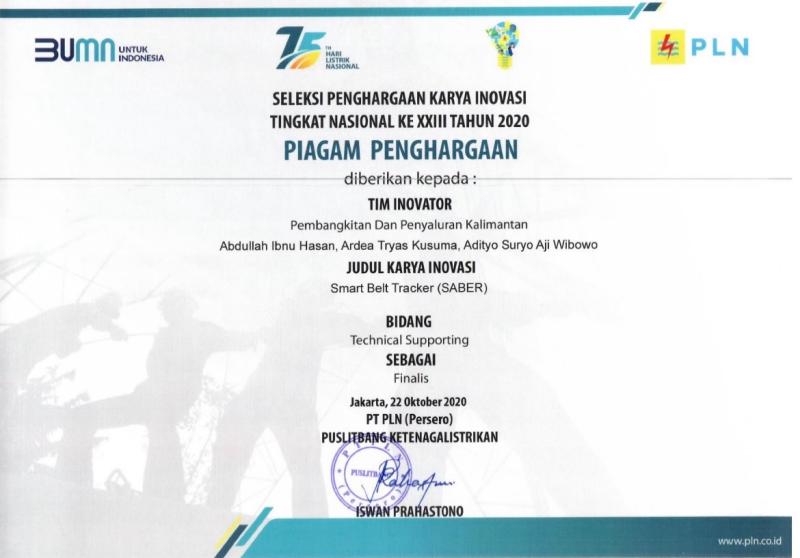 BUMN UNTUK INDONESIA
75 TH HARI LISTRIK NASIONAL
PLN
SELEKSI PENGHARGAAN KARYA INOVASI
TINGKAT NASIONAL KE XXIII TAHUN 2020
PIAGAM PENGHARGAAN
diberikan kepada :
TIM INOVATOR
Pembangkitan Dan Penyaluran Kalimantan
Abdullah Ibnu Hasan, Ardea Tryas Kusuma, Adityo Suryo Aji Wibowo
JUDUL KARYA INOVASI
Smart Belt Tracker (SABER)
BIDANG
Technical Supporting
SEBAGAI
Finalis
Jakarta, 22 Oktober 2020
PT PLN (Persero)
PUSLITBANG KETENAGALISTRIKAN
ISWAN PRAHASTONO
www.pln.co.id